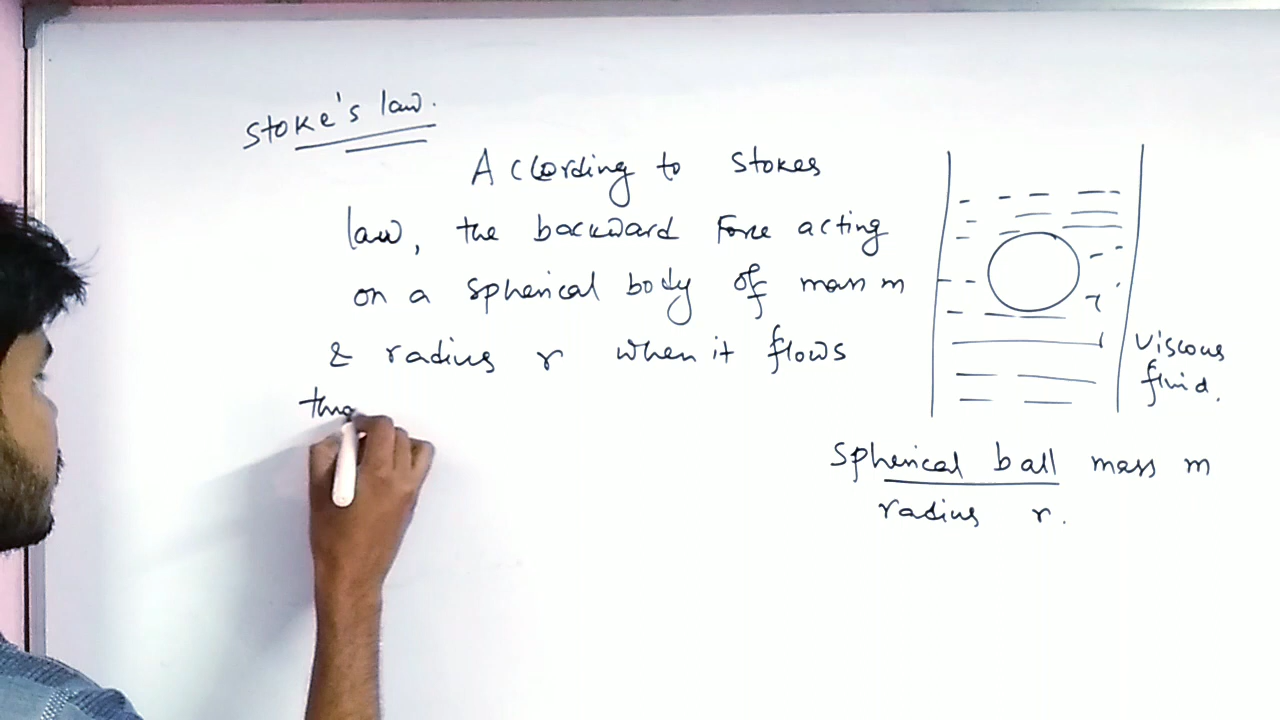 Stoke's law.
According to Stokes
law, the backward Force acting
on a spherical body of mass m
& radius r when it flows
thro
Viscous
fluid.
Spherical ball mass m
radius r.